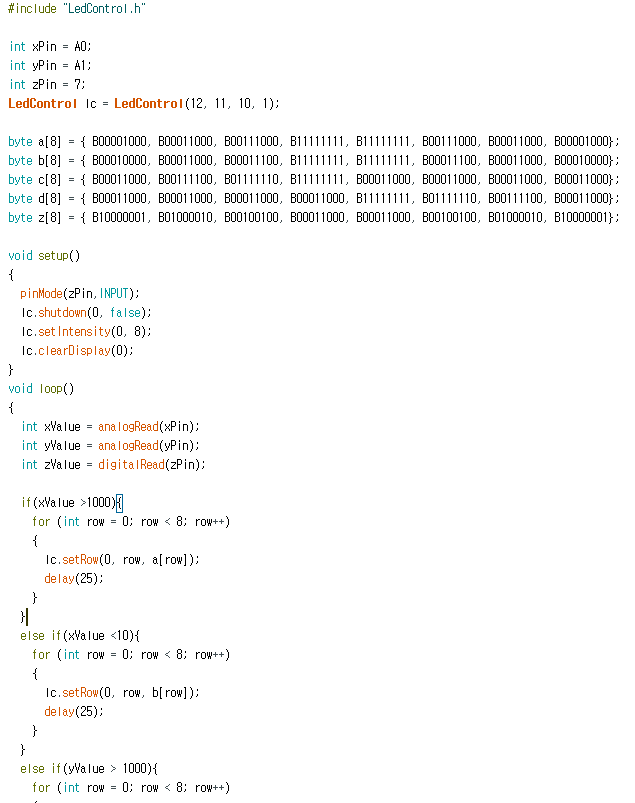 #include "LedControl.h"
int xPin = A0;
int yPin = A1;
int zPin = 7;
LedControl lc = LedControl(12, 11, 10, 1);
byte a[8] = { B00001000, B00011000, B00111000, B11111111, B11111111, B00111000, B00011000, B00001000};
byte b[8] = { B00010000, B00011000, B00011100, B11111111, B11111111, B00011100, B00011000, B00010000};
byte c[8] = { B00011000, B00111100, B01111110, B11111111, B00011000, B00011000, B00011000, B00011000};
byte d[8] = { B00011000, B00011000, B00011000, B00011000, B11111111, B01111110, B00111100, B00011000};
byte z[8] = { B10000001, B01000010, B00100100, B00011000, B00011000, B00100100, B01000010, B10000001};
void setup()
{
pinMode(zPin,INPUT);
lc.shutdown(0, false);
lc.setIntensity(0, 8);
lc.clearDisplay(0);
}
void loop()
{
int xValue = analogRead(xPin);
int yValue = analogRead(yPin);
int zValue = digitalRead(zPin);
if(xValue >1000){
for (int row = 0; row < 8; row++)
{
lc.setRow(0, row, a[row]);
delay(25);
}
}
else if(xValue <10){
for (int row = 0; row < 8; row++)
{
lc.setRow(0, row, b[row]);
delay(25);
}
}
else if(yValue > 1000){
for (int row = 0; row < 8; row++)